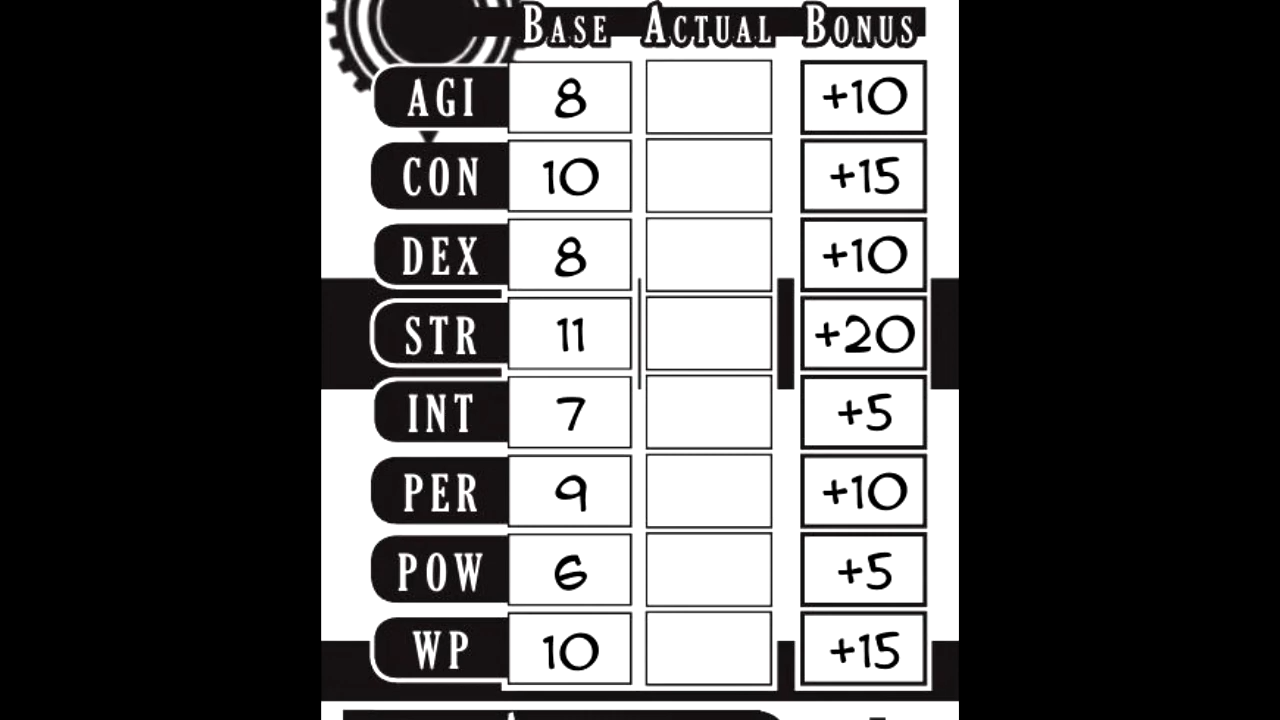 Base Actual Bonus
AGI 8 +10
CON 10 +15
DEX 8 +10
STR 11 +20
INT 7 +5
PER 9 +10
POW 6 +5
WP 10 +15